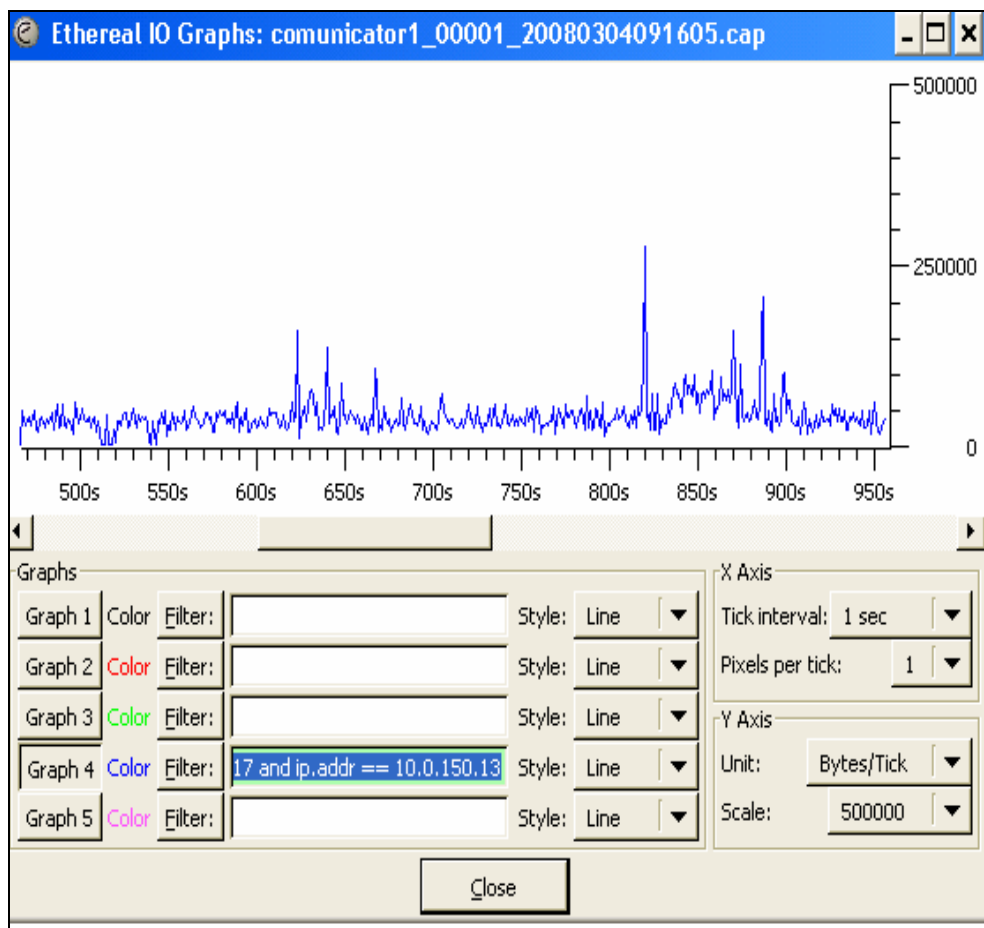 Ethereal IO Graphs: comunicator1_00001_20080304091605.cap
500000
250000
0
500s 550s 600s 650s 700s 750s 800s 850s 900s 950s
Graphs
Graph 1 Color Filter: Style: Line
Graph 2 Color Filter: Style: Line
Graph 3 Color Filter: Style: Line
Graph 4 Color Filter: 17 and ip.addr == 10.0.150.13 Style: Line
Graph 5 Color Filter: Style: Line
X Axis
Tick interval: 1 sec
Pixels per tick: 1
Y Axis
Unit: Bytes/Tick
Scale: 500000
Close